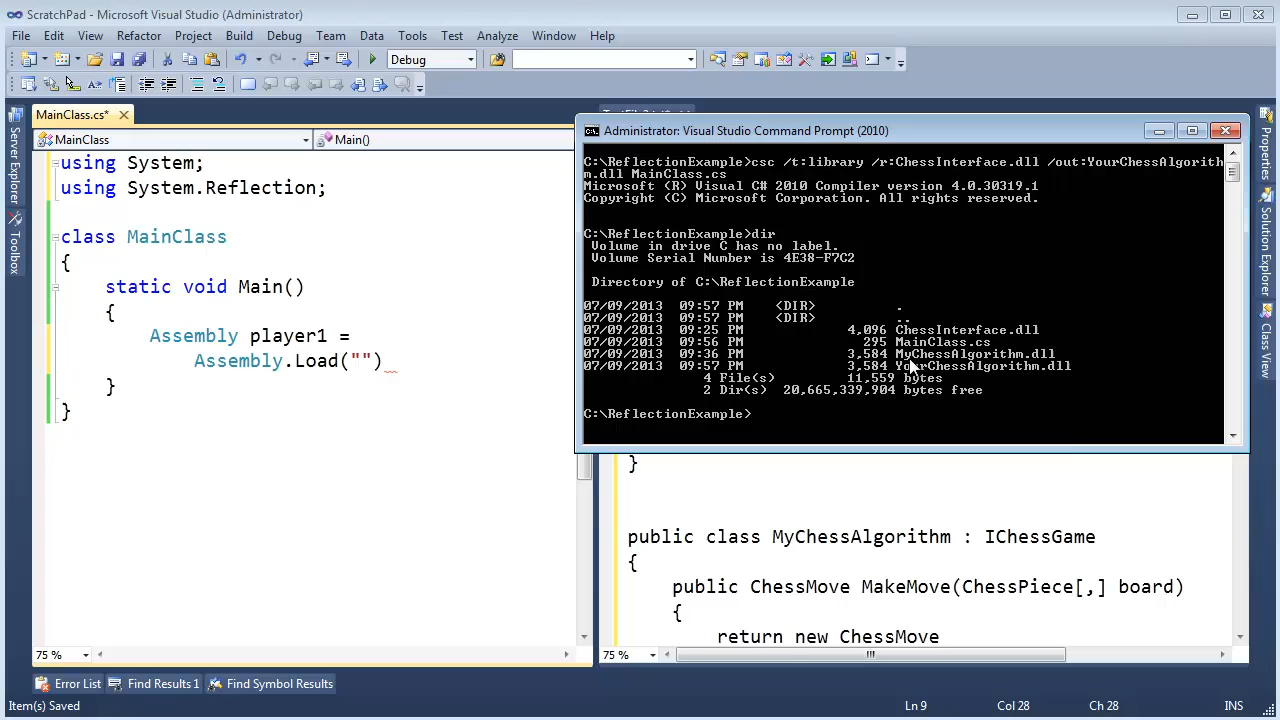 ScratchPad - Microsoft Visual Studio (Administrator)
File Edit View Refactor Project Build Debug Team Data Tools Test Analyze Window Help
Debug
MainClass.cs*
MainClass Main()
using System;
using System.Reflection;
class MainClass
{
static void Main()
{
Assembly player1 =
Assembly.Load("")
}
}
75 %
Server Explorer
Toolbox
Administrator: Visual Studio Command Prompt (2010)
C:\ReflectionExample>csc /t:library /r:ChessInterface.dll /out:YourChessAlgorith
m.dll MainClass.cs
Microsoft (R) Visual C# 2010 Compiler version 4.0.30319.1
Copyright (C) Microsoft Corporation. All rights reserved.
C:\ReflectionExample>dir
Volume in drive C has no label.
Volume Serial Number is 4E38-F7C2
Directory of C:\ReflectionExample
07/09/2013 09:57 PM <DIR> .
07/09/2013 09:57 PM <DIR> ..
07/09/2013 09:25 PM 4,096 ChessInterface.dll
07/09/2013 09:56 PM 295 MainClass.cs
07/09/2013 09:36 PM 3,584 MyChessAlgorithm.dll
07/09/2013 09:57 PM 3,584 YourChessAlgorithm.dll
4 File(s) 11,559 bytes
2 Dir(s) 20,665,339,904 bytes free
C:\ReflectionExample>
}
public class MyChessAlgorithm : IChessGame
{
public ChessMove MakeMove(ChessPiece[,] board)
{
return new ChessMove
75 %
Properties
Solution Explorer
Class View
Error List Find Results 1 Find Symbol Results
Item(s) Saved Ln 9 Col 28 Ch 28 INS